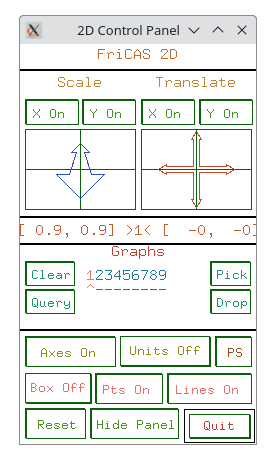 2D Control Panel
FriCAS 2D
Scale Translate
X On Y On X On Y On
[ 0.9, 0.9] >1< [ -0, -0]
Graphs
Clear 123456789 Pick
^--------
Query Drop
Axes On Units Off PS
Box Off Pts On Lines On
Reset Hide Panel Quit